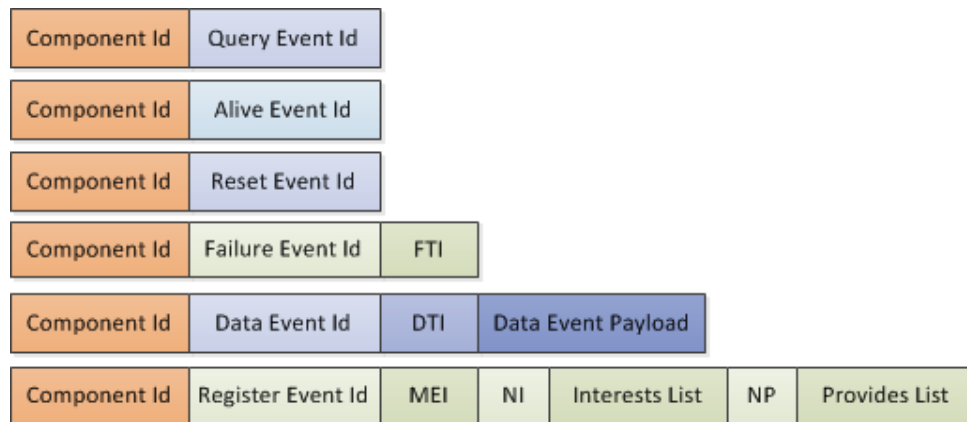 Component Id Query Event Id
Component Id Alive Event Id
Component Id Reset Event Id
Component Id Failure Event Id FTI
Component Id Data Event Id DTI Data Event Payload
Component Id Register Event Id MEI NI Interests List NP Provides List